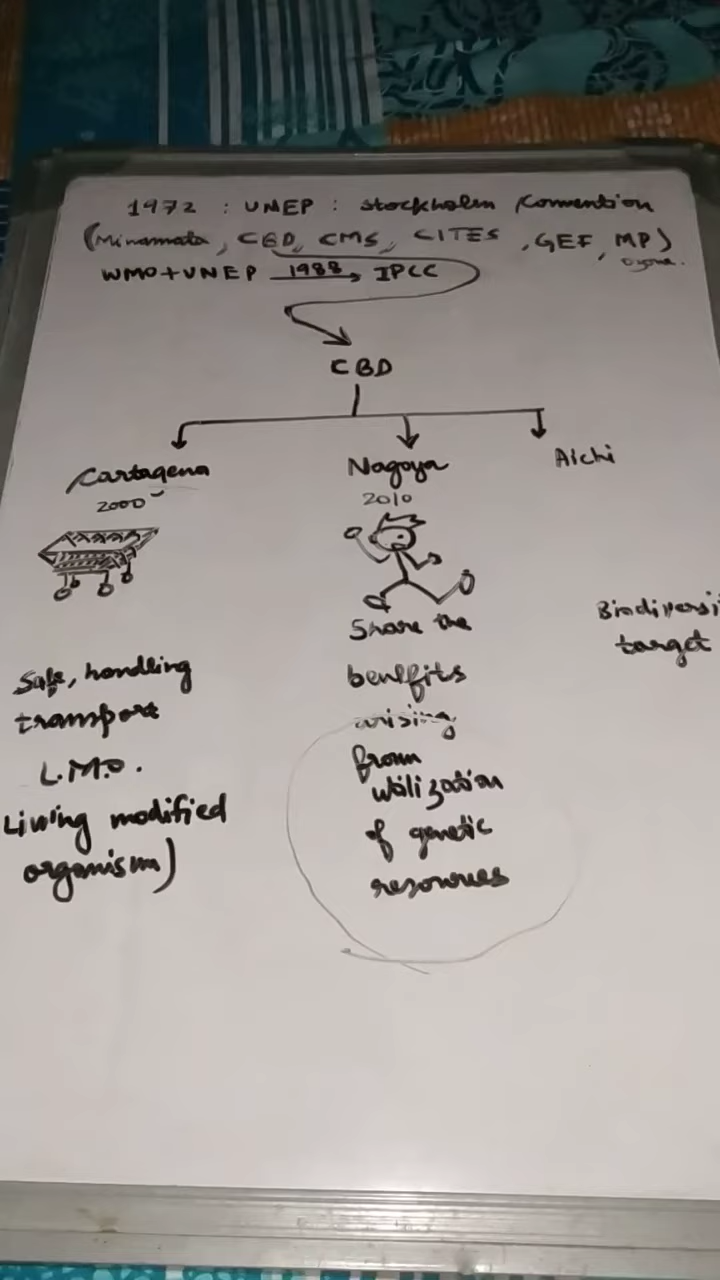 1972 : UNEP : Stockholm Convention
(Minamata, CBD, CMS, CITES, GEF, MP)
Ozone.
WMO+UNEP 1988 IPCC
CBD
Cartagena Nagoya Aichi
2000 2010
Share the
benefits
arising
from
utilization
of genetic
resources
Safe, handling
transport
L.M.O.
Living modified
organism)
Biodiversi
target